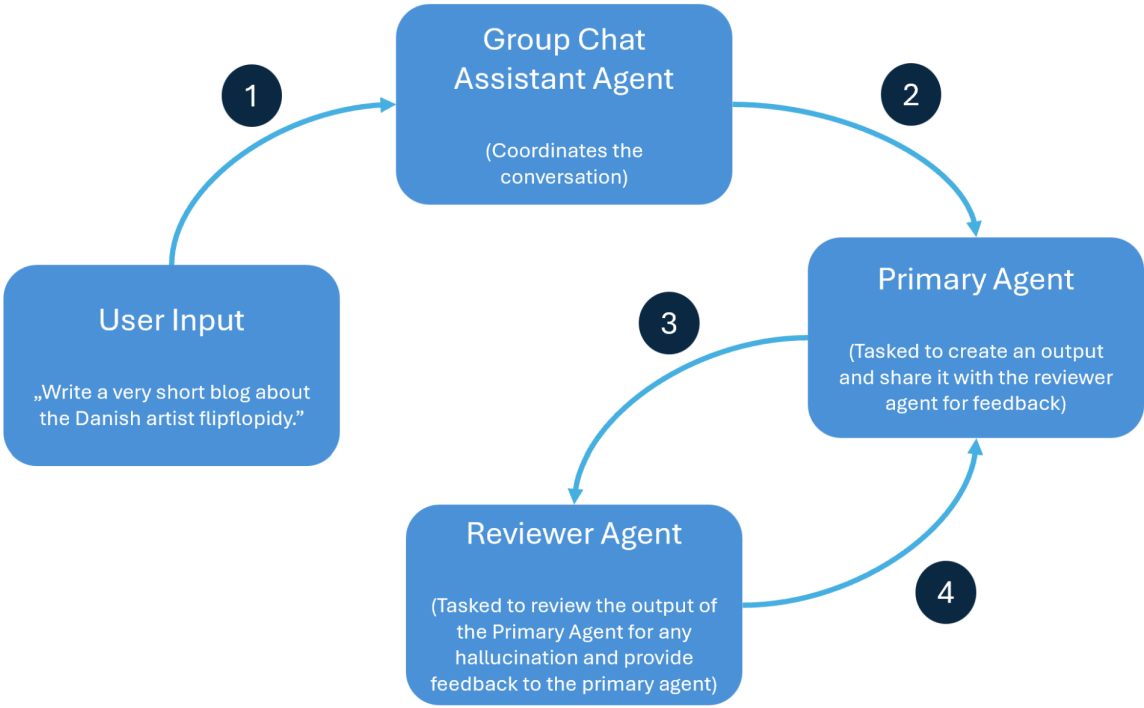 Group Chat
Assistant Agent
(Coordinates the
conversation)
1
2
User Input
„Write a very short blog about
the Danish artist flipflopidy.”
Primary Agent
(Tasked to create an output
and share it with the reviewer
agent for feedback)
3
Reviewer Agent
(Tasked to review the output of
the Primary Agent for any
hallucination and provide
feedback to the primary agent)
4